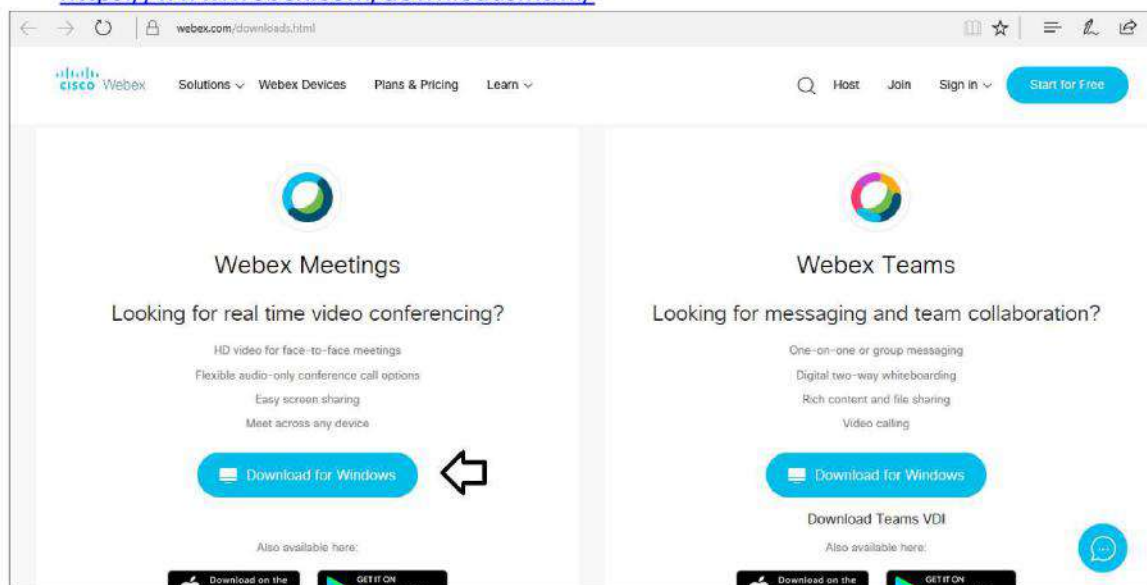 webex.com/downloads.html
cisco Webex Solutions Webex Devices Plans & Pricing Learn Host Join Sign in Start for Free
Webex Meetings
Looking for real time video conferencing?
HD video for face-to-face meetings
Flexible audio-only conference call options
Easy screen sharing
Meet across any device
Download for Windows
Also available here:
Download on the
GET IT ON
Webex Teams
Looking for messaging and team collaboration?
One-on-one or group messaging
Digital two-way whiteboarding
Rich content and file sharing
Video calling
Download for Windows
Download Teams VDI
Also available here:
Download on the
GET IT ON